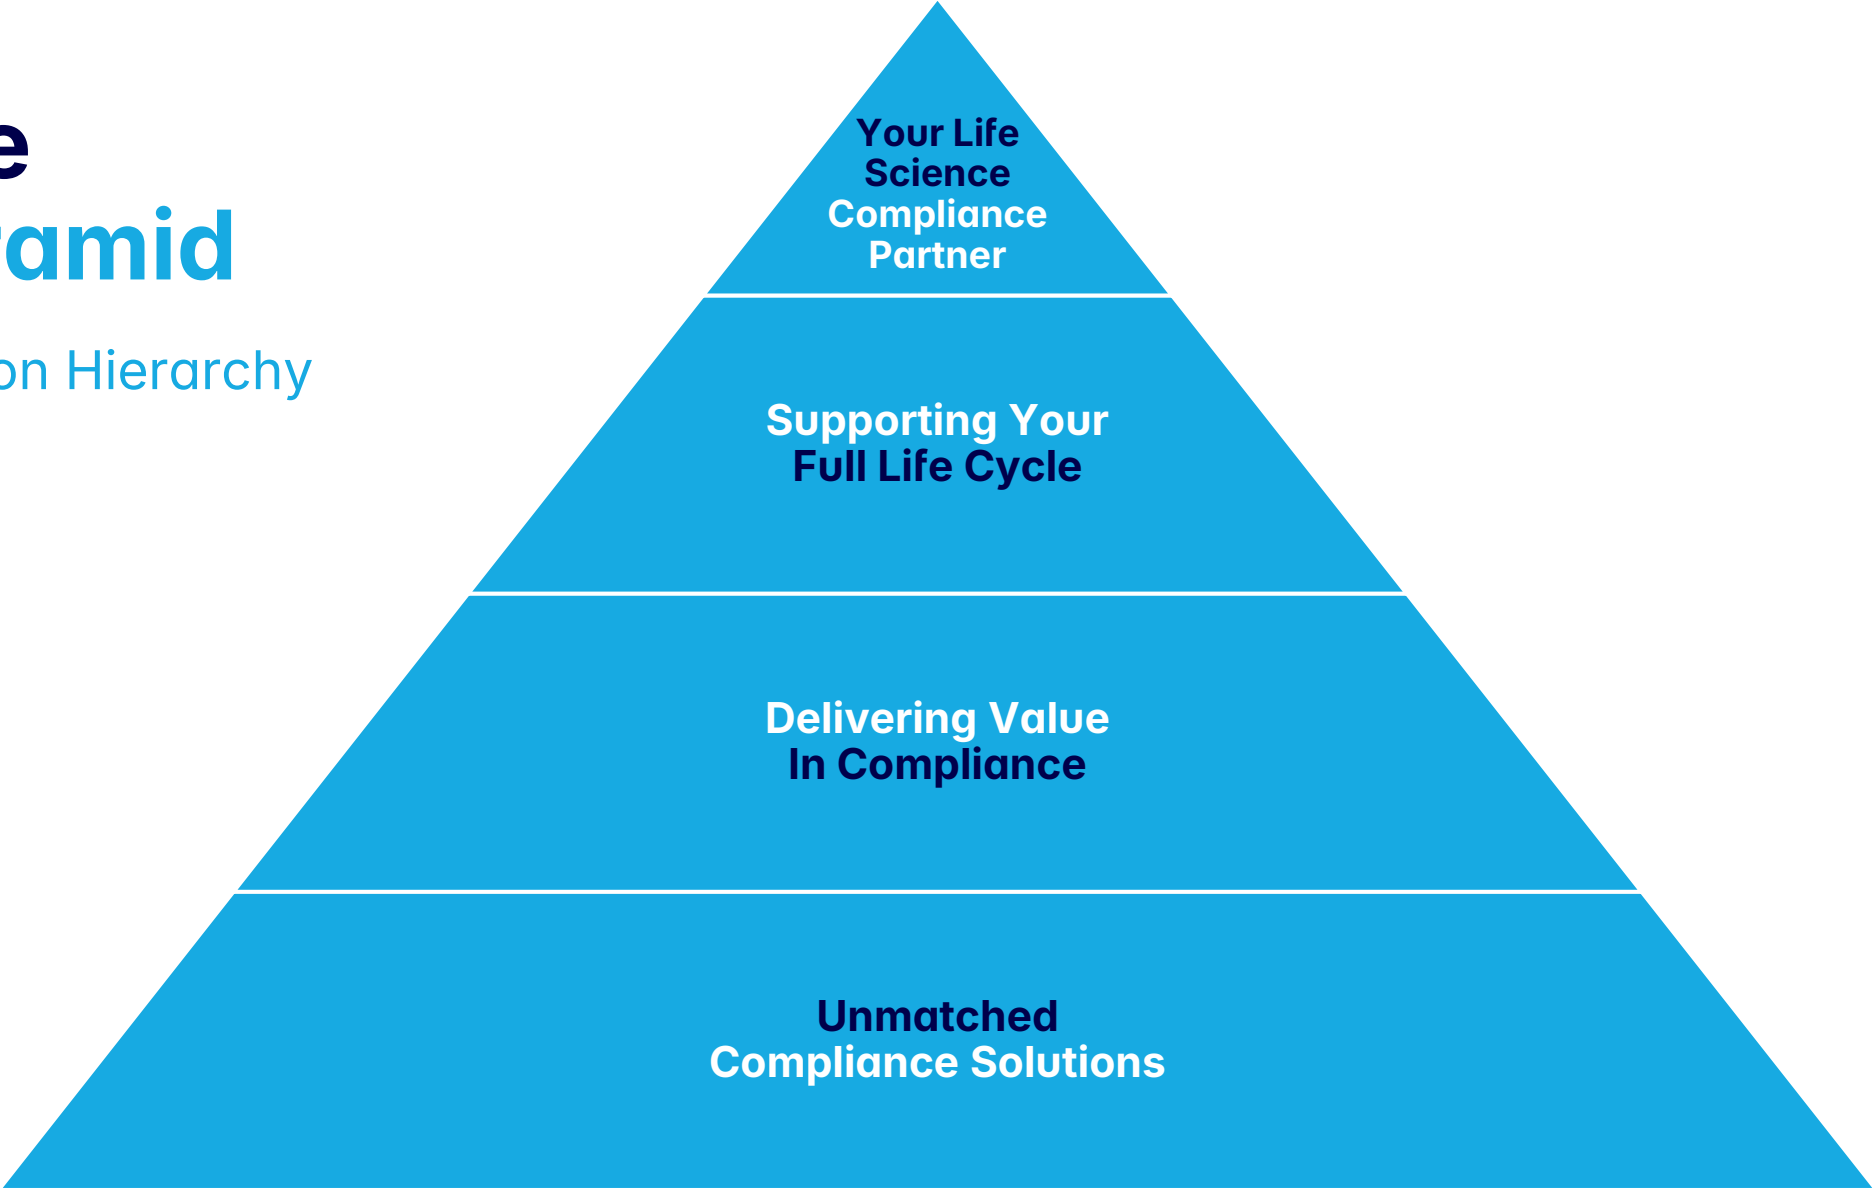 e
ramid
on Hierarchy
Your Life
Science
Compliance
Partner
Supporting Your
Full Life Cycle
Delivering Value
In Compliance
Unmatched
Compliance Solutions